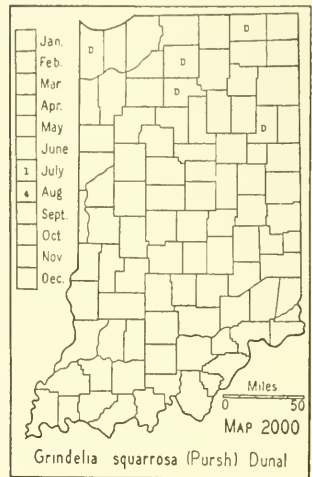 Jan.
Feb.
Mar
Apr.
May
June
1 July
4 Aug
Sept.
Oct
Nov
Dec.
D
D
D
D
D
Miles
0 50
MAP 2000
Grindelia squarrosa (Pursh) Dunal